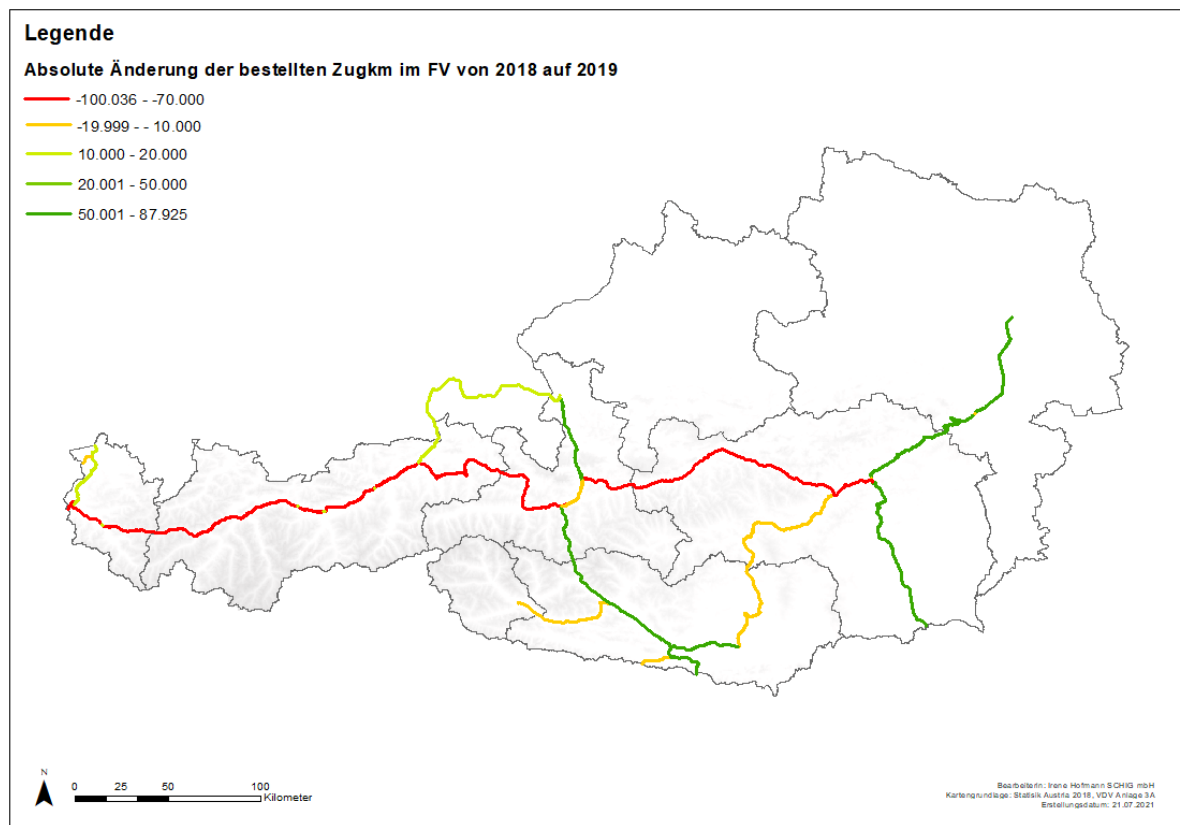 Legende
Absolute Änderung der bestellten Zugkm im FV von 2018 auf 2019
-100.036 - -70.000
-19.999 - - 10.000
10.000 - 20.000
20.001 - 50.000
50.001 - 87.925
N
0 25 50 100
Kilometer
Bearbeiterin: Irene Hofmann SCHIG mbH
Kartengrundlage: Statisik Austria 2018, VDV Anlage 3A
Erstellungsdatum: 21.07.2021